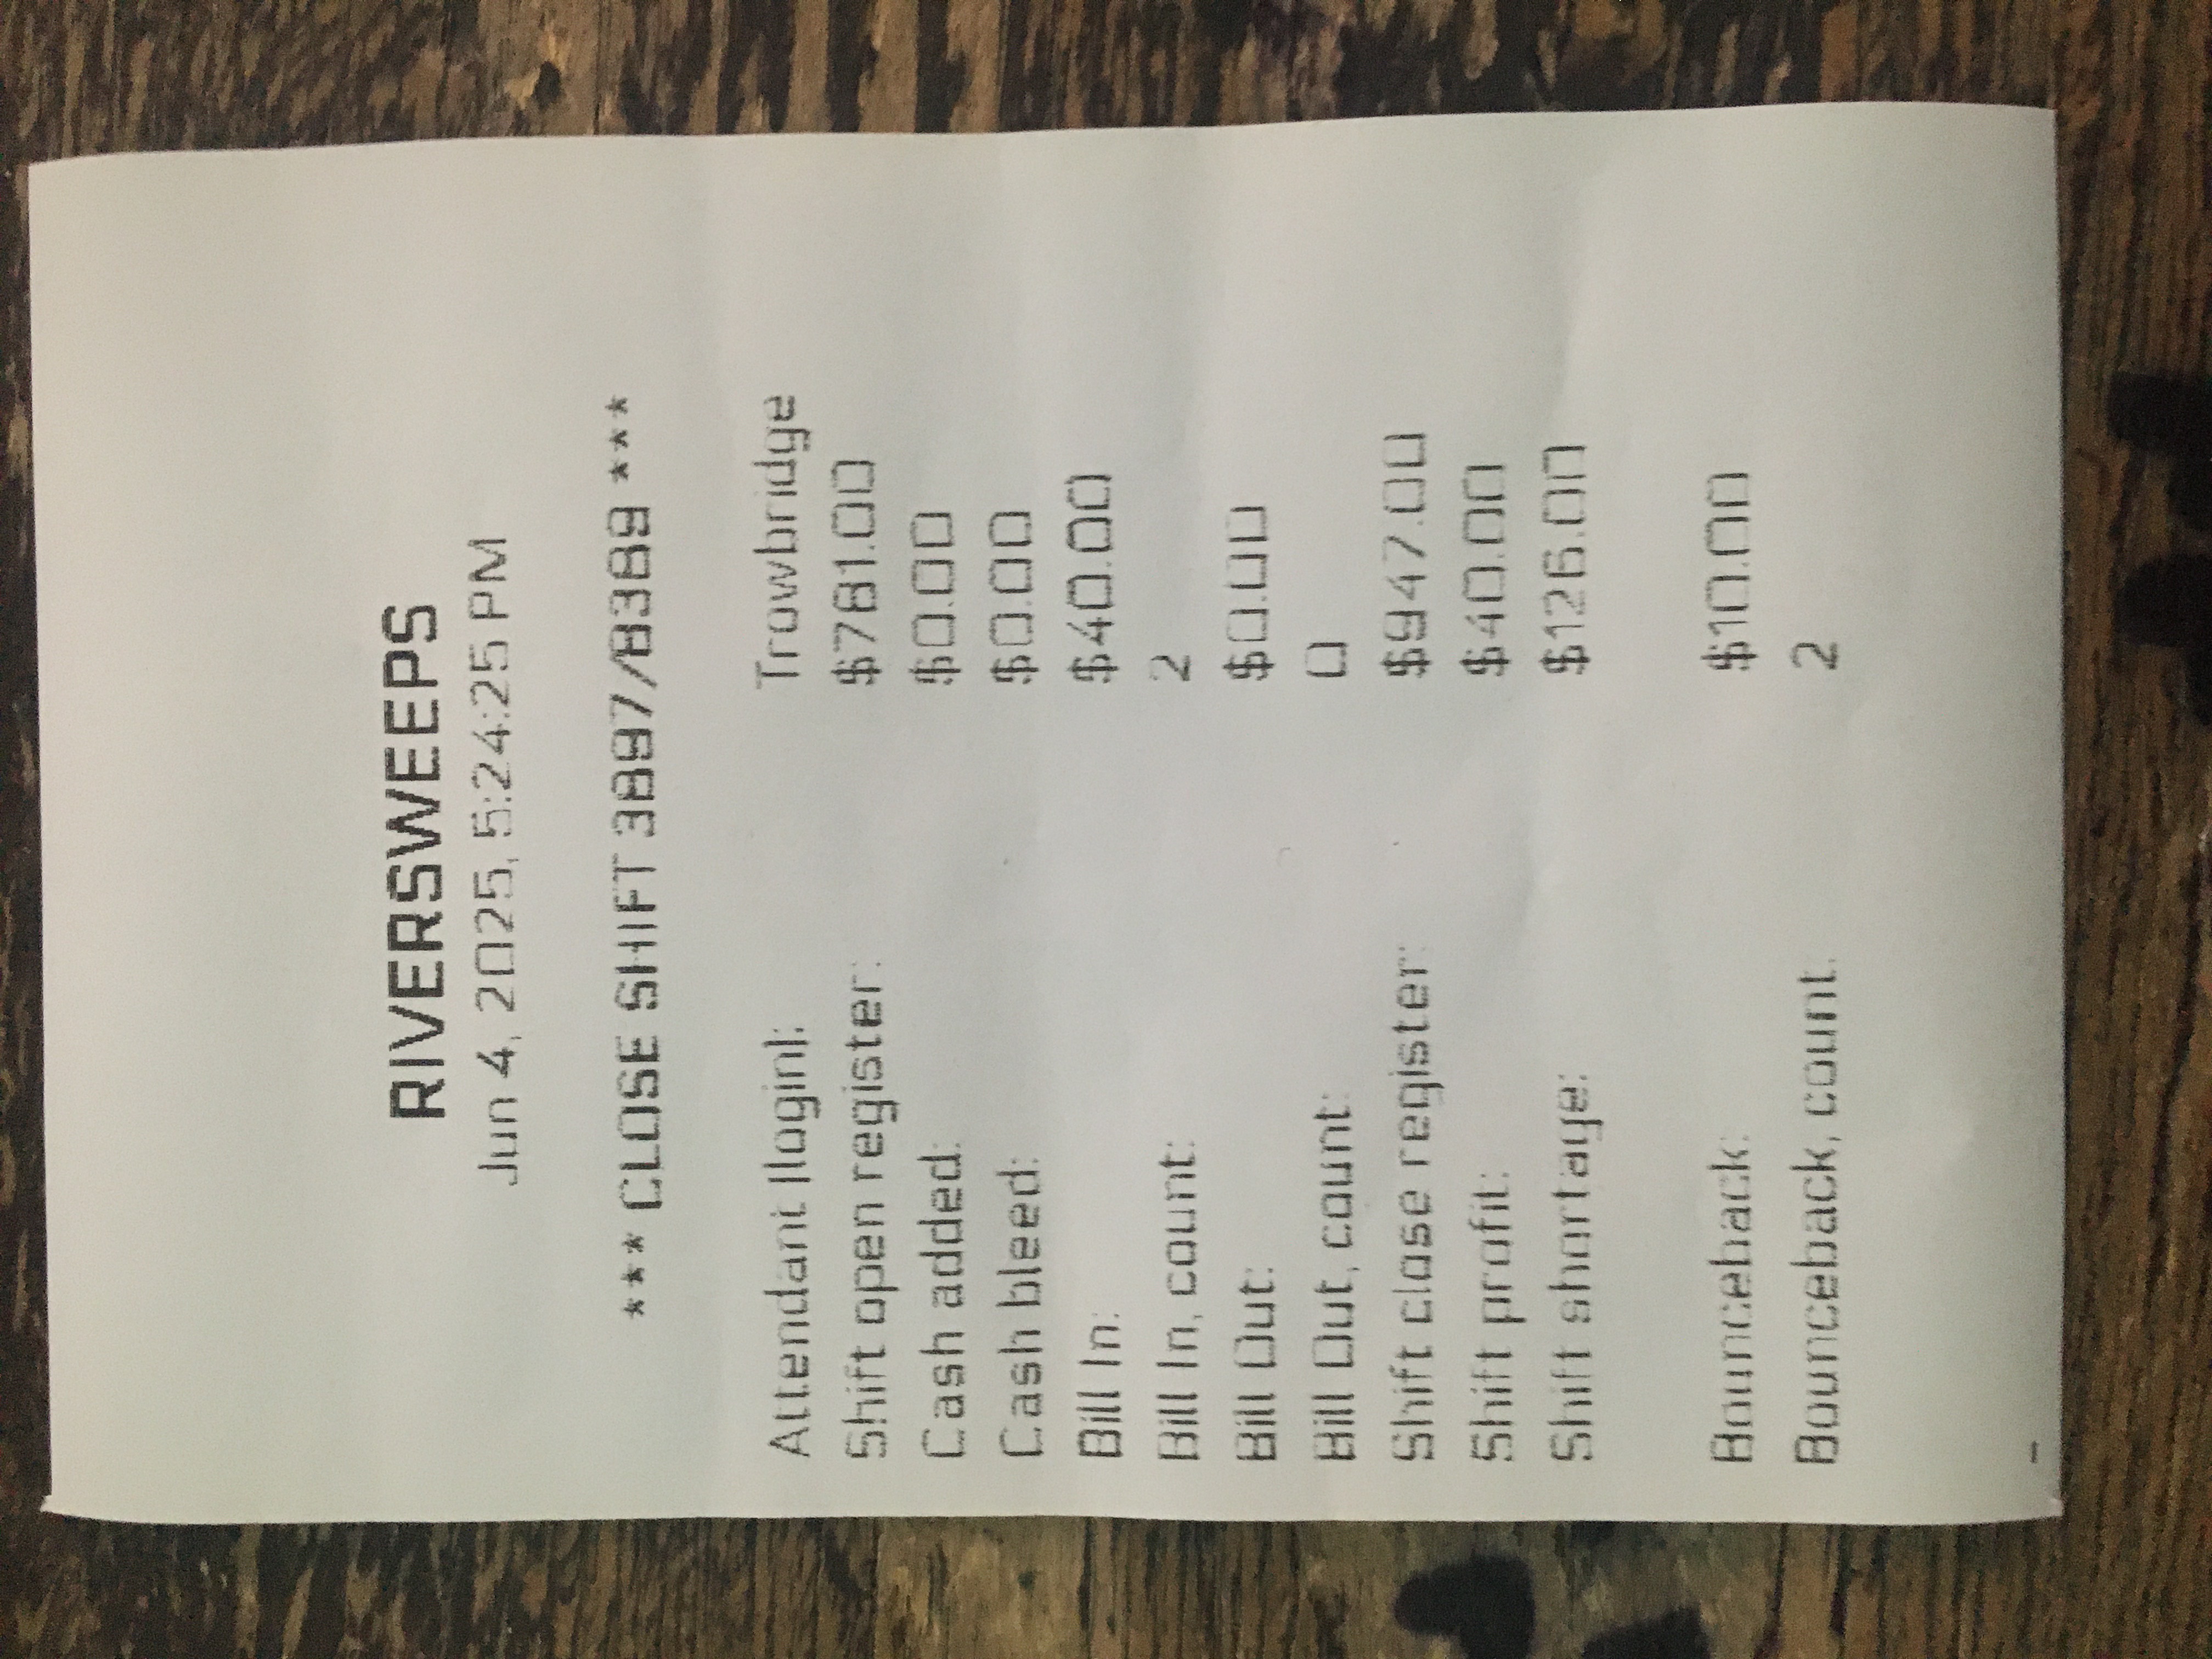 RIVERSWEEPS
Jun 4, 2025, 5:24:25 PM
*** CLOSE SHIFT 3897/8389 ***
Attendant (login): Trowbridge
Shift open register: $781.00
Cash added: $0.00
Cash bleed: $0.00
Bill In: $40.00
Bill In, count: 2
Bill Out: $0.00
Bill Out, count: 0
Shift close register: $947.00
Shift profit: $40.00
Shift shortage: $126.00
Bounceback: $10.00
Bounceback, count: 2